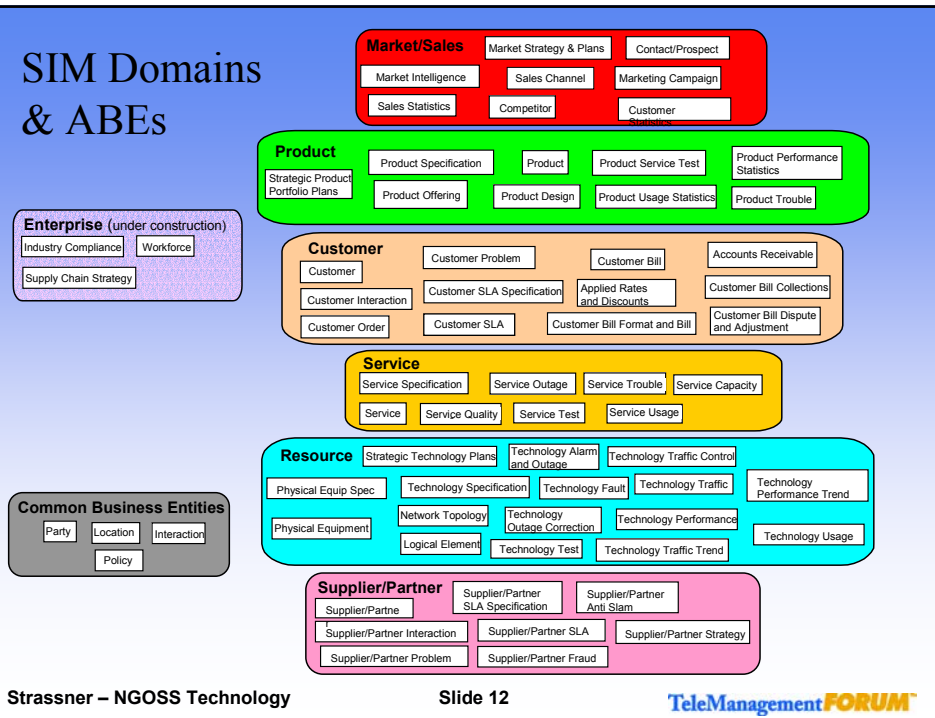 SIM Domains
& ABEs
Market/Sales
Market Strategy & Plans
Contact/Prospect
Market Intelligence
Sales Channel
Marketing Campaign
Sales Statistics
Competitor
Customer
Statistics
Product
Product Specification
Product
Product Service Test
Product Performance
Statistics
Strategic Product
Portfolio Plans
Product Offering
Product Design
Product Usage Statistics
Product Trouble
Enterprise (under construction)
Industry Compliance
Workforce
Supply Chain Strategy
Customer
Customer
Customer Problem
Customer Bill
Accounts Receivable
Customer Interaction
Customer SLA Specification
Applied Rates
and Discounts
Customer Bill Collections
Customer Order
Customer SLA
Customer Bill Format and Bill
Customer Bill Dispute
and Adjustment
Service
Service Specification
Service Outage
Service Trouble
Service Capacity
Service
Service Quality
Service Test
Service Usage
Resource
Strategic Technology Plans
Technology Alarm
and Outage
Technology Traffic Control
Physical Equip Spec
Technology Specification
Technology Fault
Technology Traffic
Technology
Performance Trend
Physical Equipment
Network Topology
Technology
Outage Correction
Technology Performance
Technology Usage
Logical Element
Technology Test
Technology Traffic Trend
Common Business Entities
Party
Location
Interaction
Policy
Supplier/Partner
Supplier/Partne
r
Supplier/Partner
SLA Specification
Supplier/Partner
Anti Slam
Supplier/Partner Interaction
Supplier/Partner SLA
Supplier/Partner Strategy
Supplier/Partner Problem
Supplier/Partner Fraud
Strassner – NGOSS Technology
Slide 12
TeleManagement FORUM™